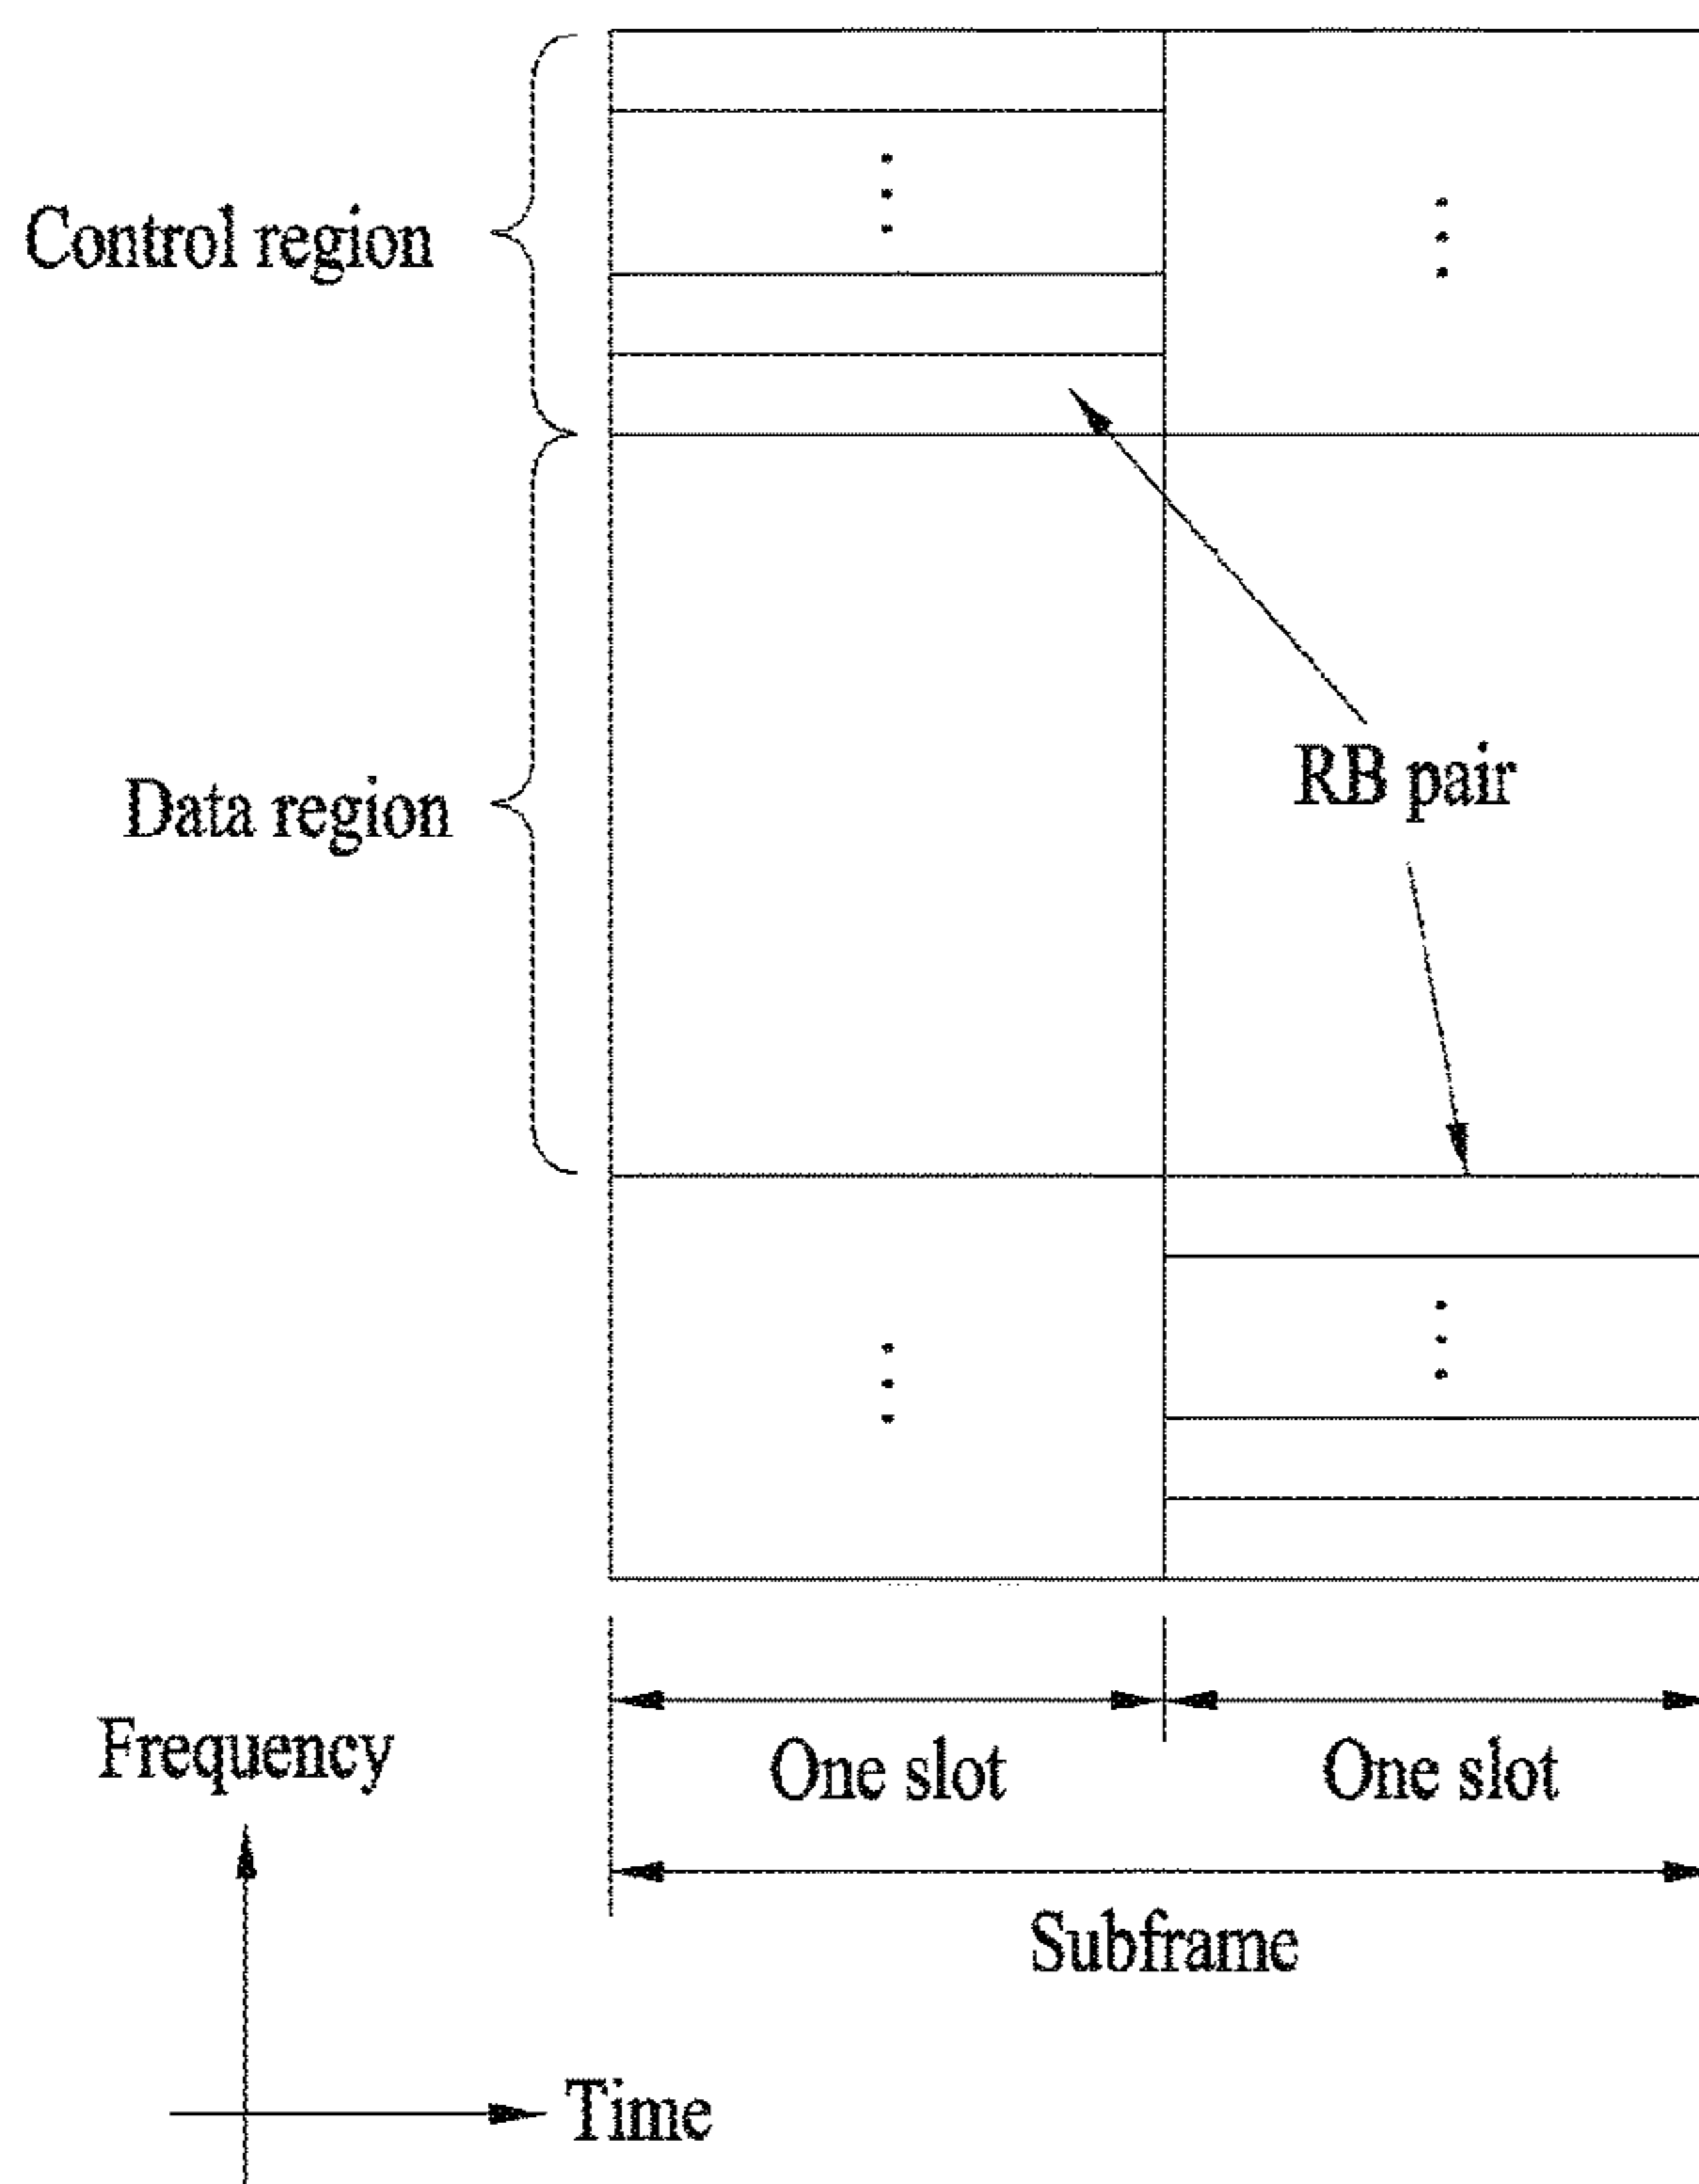 Control region
Data region
RB pair
One slot
One slot
Subframe
Frequency
Time